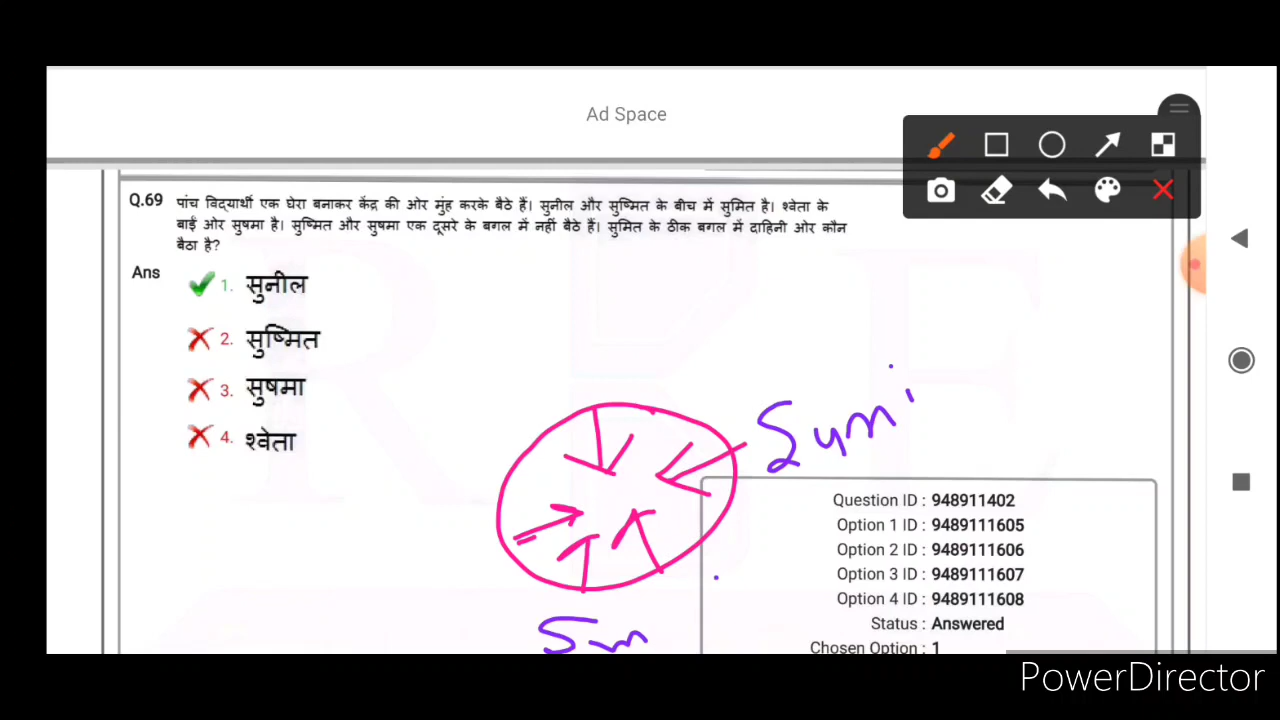 Ad Space
Q.69 पांच विद्यार्थी एक घेरा बनाकर केंद्र की ओर मुंह करके बैठे हैं। सुनील और सुष्मित के बीच में सुमित है। श्वेता के
बाईं ओर सुषमा है। सुष्मित और सुषमा एक दूसरे के बगल में नहीं बैठे हैं। सुमित के ठीक बगल में दाहिनी ओर कौन
बैठा है?
Ans
1. सुनील
2. सुष्मित
3. सुषमा
4. श्वेता
Sumi
Question ID : 948911402
Option 1 ID : 9489111605
Option 2 ID : 9489111606
Option 3 ID : 9489111607
Option 4 ID : 9489111608
Status : Answered
Chosen Option : 1
PowerDirector